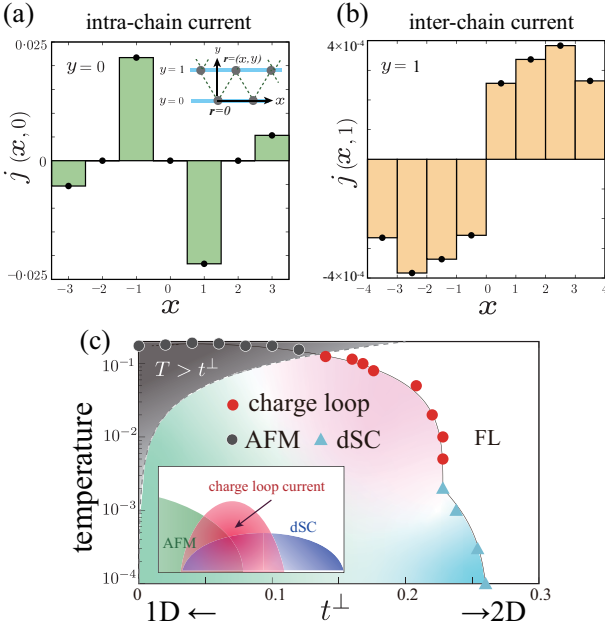 (a) intra-chain current
0·025
y=0
y
r=(x,y)
y=1
y=0
x
r=0
j (x, 0)
0
-0·025
−3 −2 −1 0 1 2 3
x
(b) inter-chain current
4×10⁻⁴
y=1
j (x, 1)
-4×10⁻⁴
−4 −3 −2 −1 0 1 2 3 4
x
(c)
10⁻¹
T > t⊥
charge loop
AFM dSC
FL
temperature
10⁻²
10⁻³
10⁻⁴
charge loop current
AFM
dSC
0 0.1 0.2 0.3
1D ← t⊥ →2D